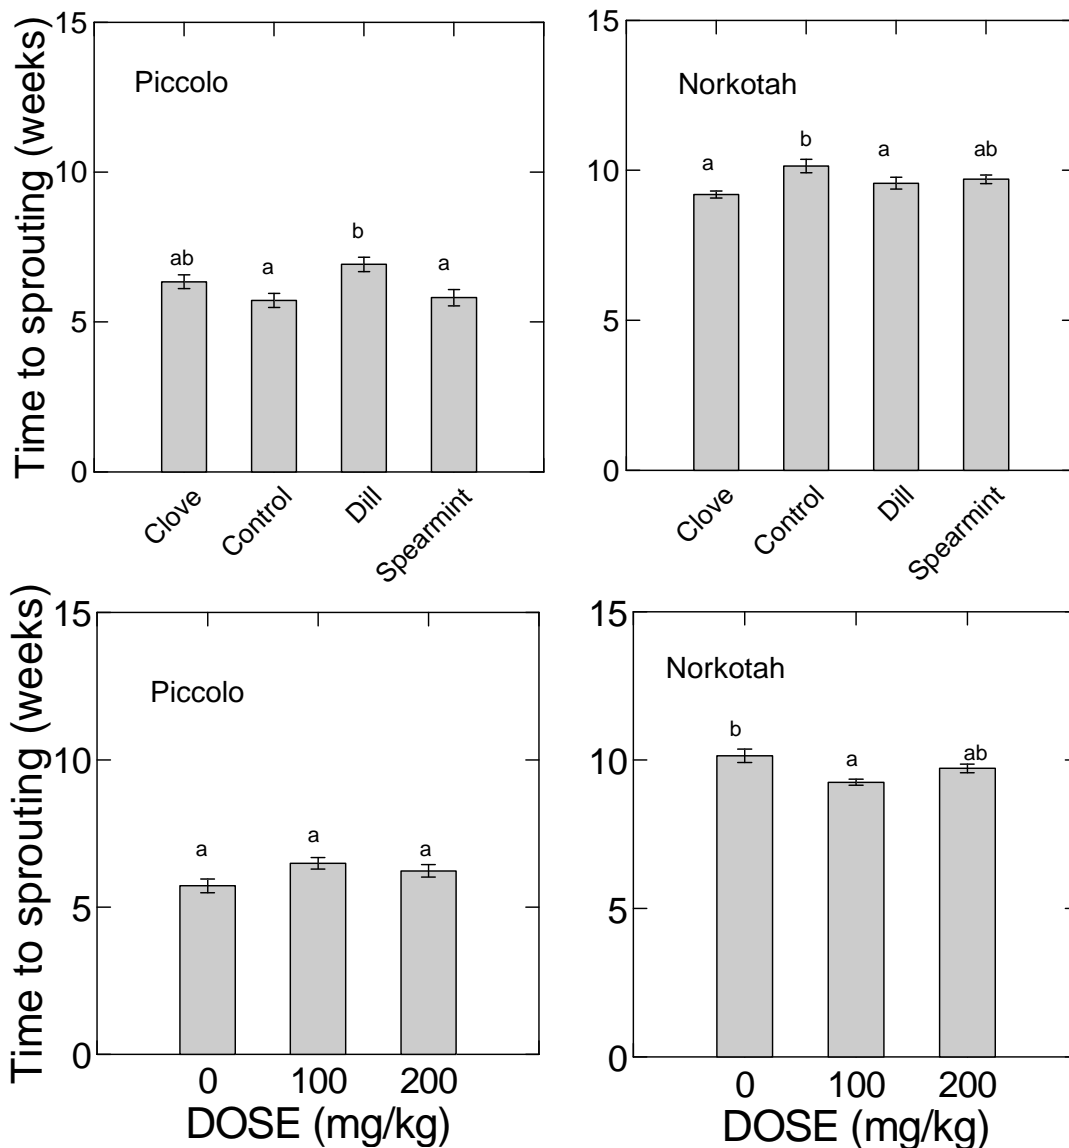 Time to sprouting (weeks)
15
10
5
0
Piccolo
ab
a
b
a
Clove
Control
Dill
Spearmint
15
10
5
0
Norkotah
a
b
a
ab
Clove
Control
Dill
Spearmint
Time to sprouting (weeks)
15
10
5
0
Piccolo
a
a
a
0 100 200
DOSE (mg/kg)
15
10
5
0
Norkotah
b
a
ab
0 100 200
DOSE (mg/kg)